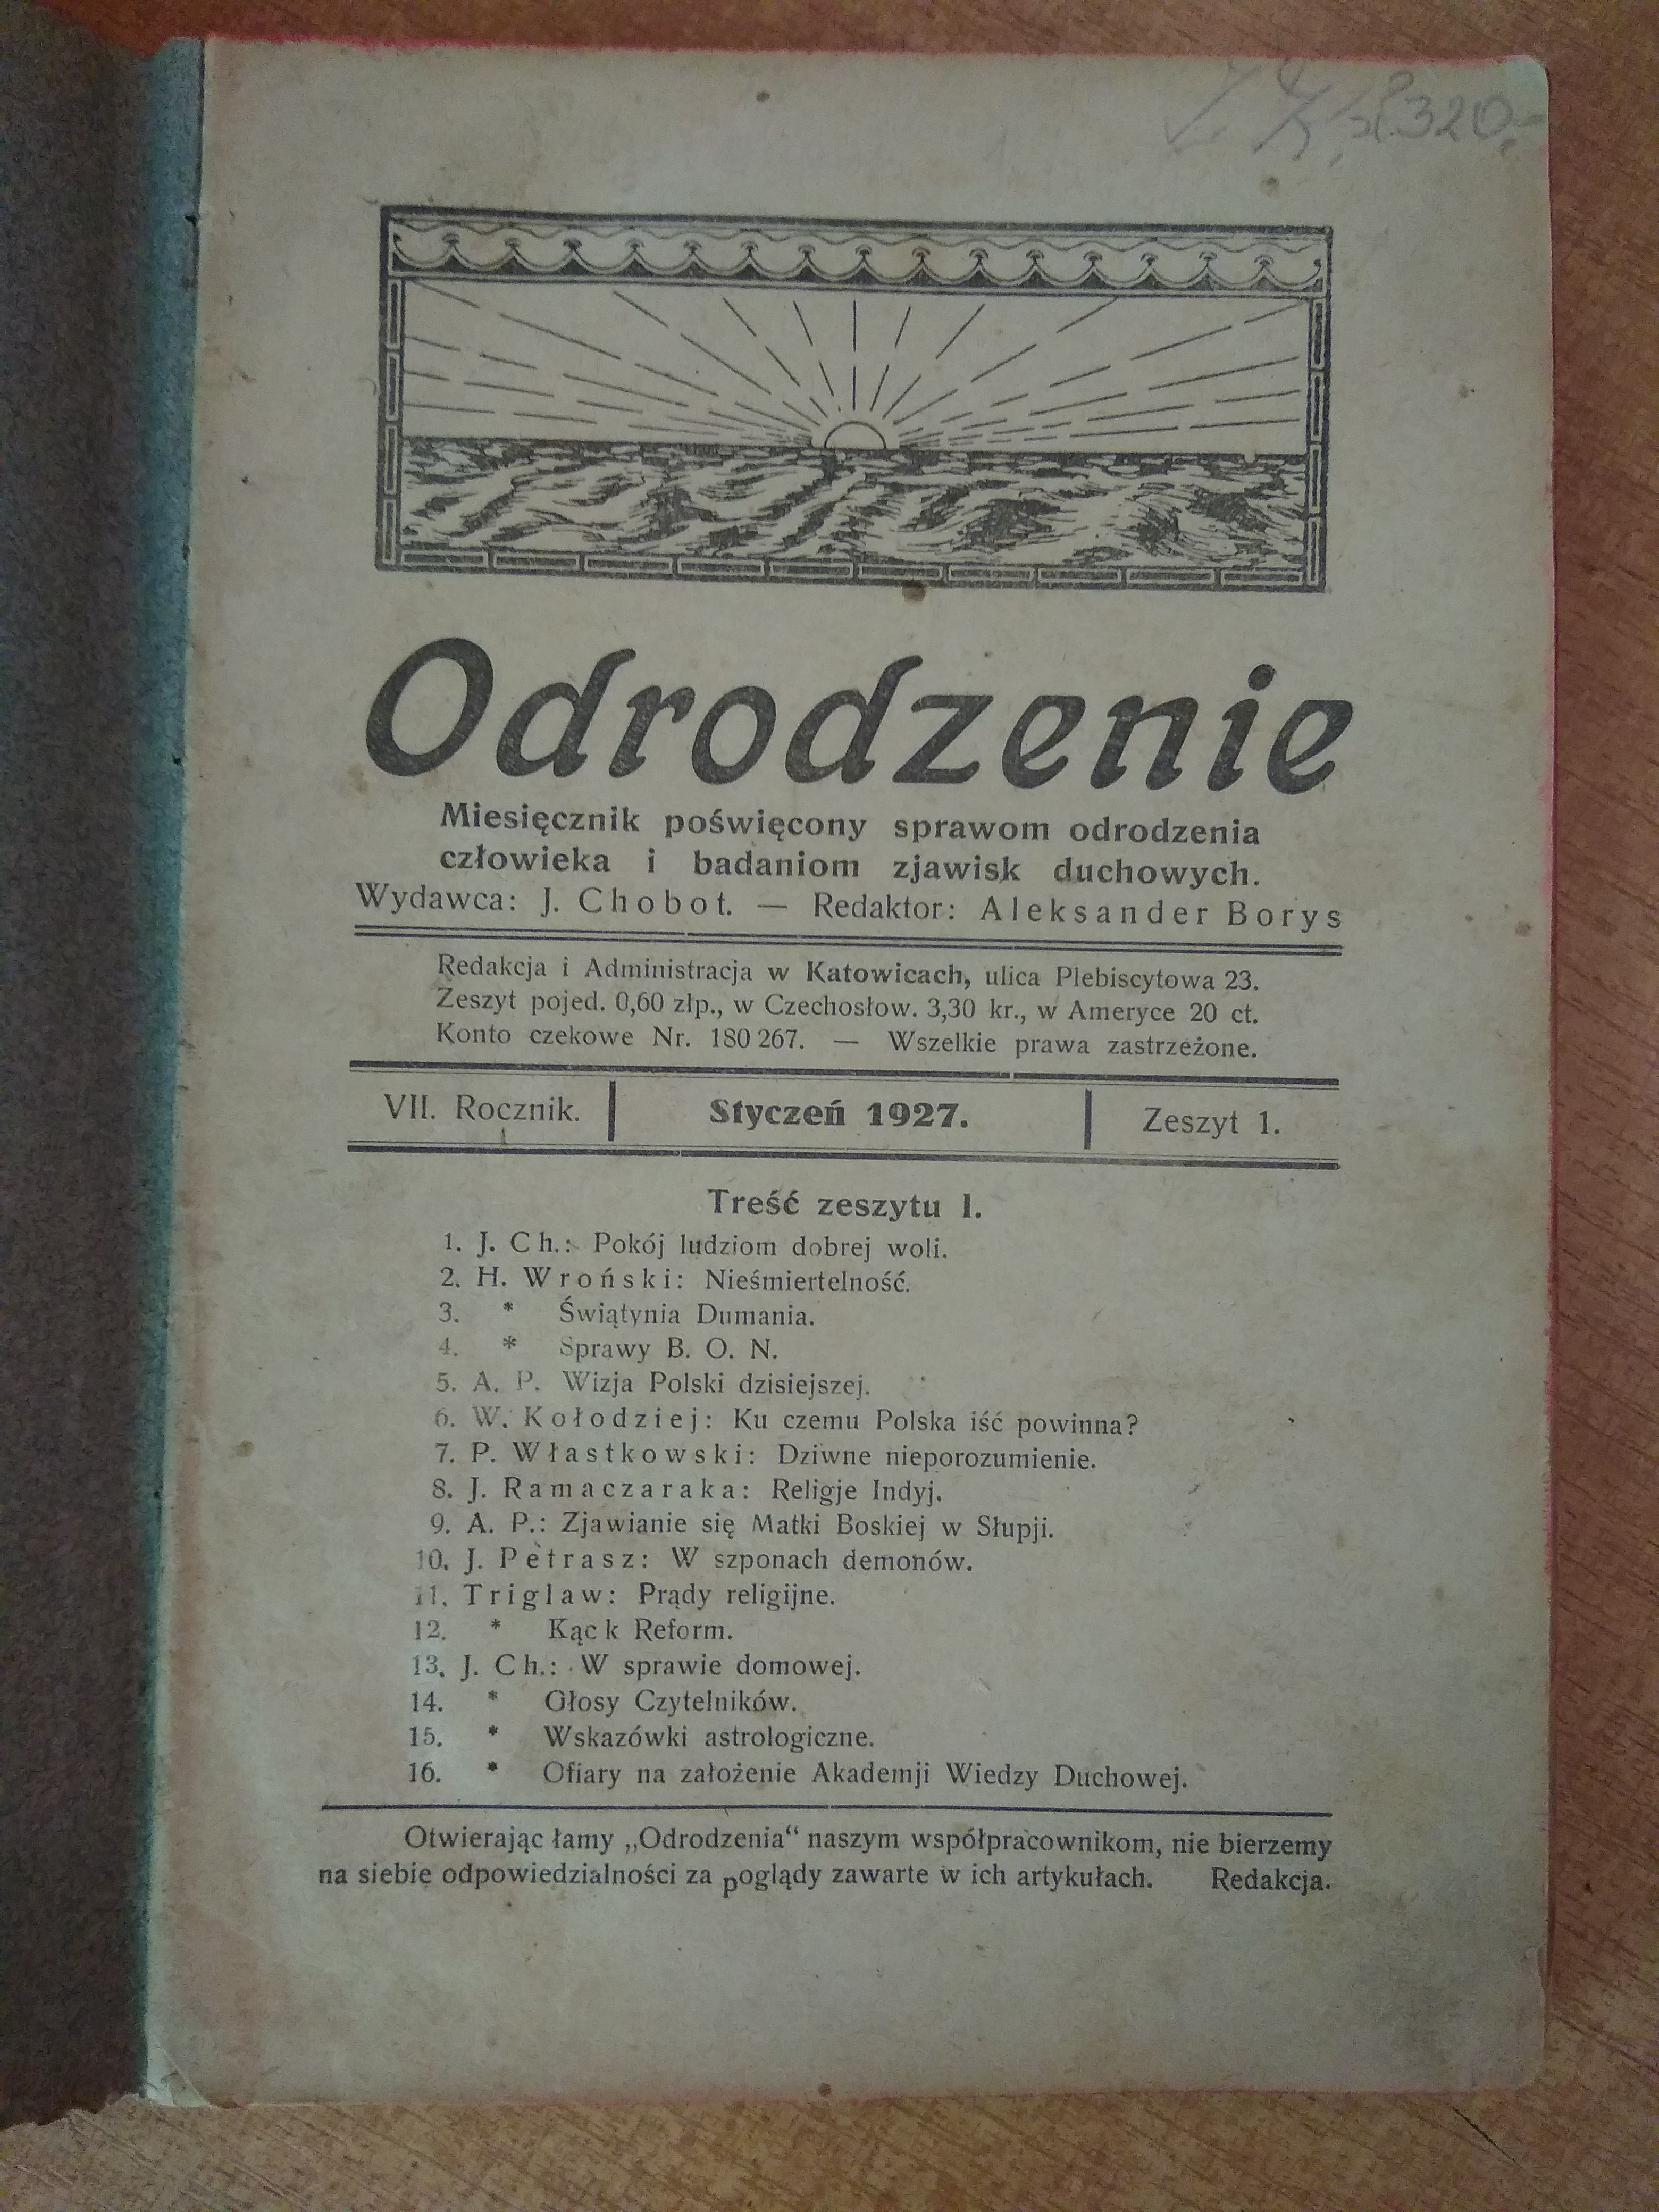 zł.320,-
Odrodzenie
Miesięcznik poświęcony sprawom odrodzenia
człowieka i badaniom zjawisk duchowych.
Wydawca: J. Chobot. — Redaktor: Aleksander Borys
Redakcja i Administracja w Katowicach, ulica Plebiscytowa 23.
Zeszyt pojed. 0,60 złp., w Czechosłow. 3,30 kr., w Ameryce 20 ct.
Konto czekowe Nr. 180 267. — Wszelkie prawa zastrzeżone.
VII. Rocznik. Styczeń 1927. Zeszyt 1.
Treść zeszytu I.
1. J. Ch.: Pokój ludziom dobrej woli.
2. H. Wroński: Nieśmiertelność.
3. * Świątynia Dumania.
4. * Sprawy B. O. N.
5. A. P. Wizja Polski dzisiejszej.
6. W. Kołodziej: Ku czemu Polska iść powinna?
7. P. Włastkowski: Dziwne nieporozumienie.
8. J. Ramaczaraka: Religje Indyj.
9. A. P.: Zjawianie się Matki Boskiej w Słupji.
10. J. Petrasz: W szponach demonów.
11. Triglaw: Prądy religijne.
12. * Kąc k Reform.
13. J. Ch.: W sprawie domowej.
14. * Głosy Czytelników.
15. * Wskazówki astrologiczne.
16. * Ofiary na założenie Akademji Wiedzy Duchowej.
Otwierając łamy „Odrodzenia“ naszym współpracownikom, nie bierzemy
na siebie odpowiedzialności za poglądy zawarte w ich artykułach. Redakcja.